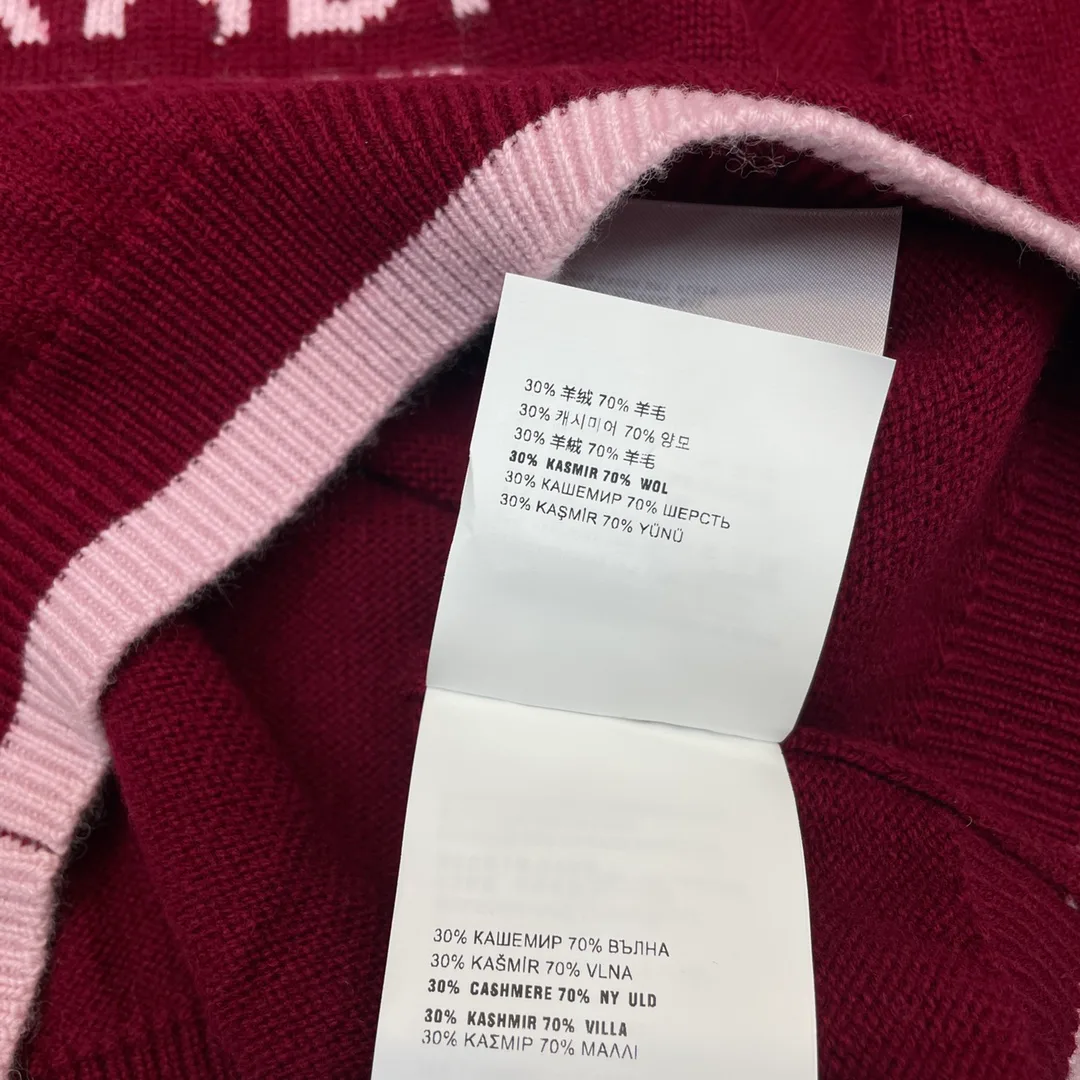 30% 羊绒 70% 羊毛
30% 캐시미어 70% 양모
30% 羊絨 70% 羊毛
30% KASMIR 70% WOL
30% КАШЕМИР 70% ШЕРСТЬ
30% KAŞMİR 70% YÜNÜ
30% КАШЕМИР 70% ВЪЛНА
30% KAŠMÍR 70% VLNA
30% CASHMERE 70% NY ULD
30% KASHMIR 70% VILLA
30% ΚΑΣΜΙΡ 70% ΜΑΛΛΙ